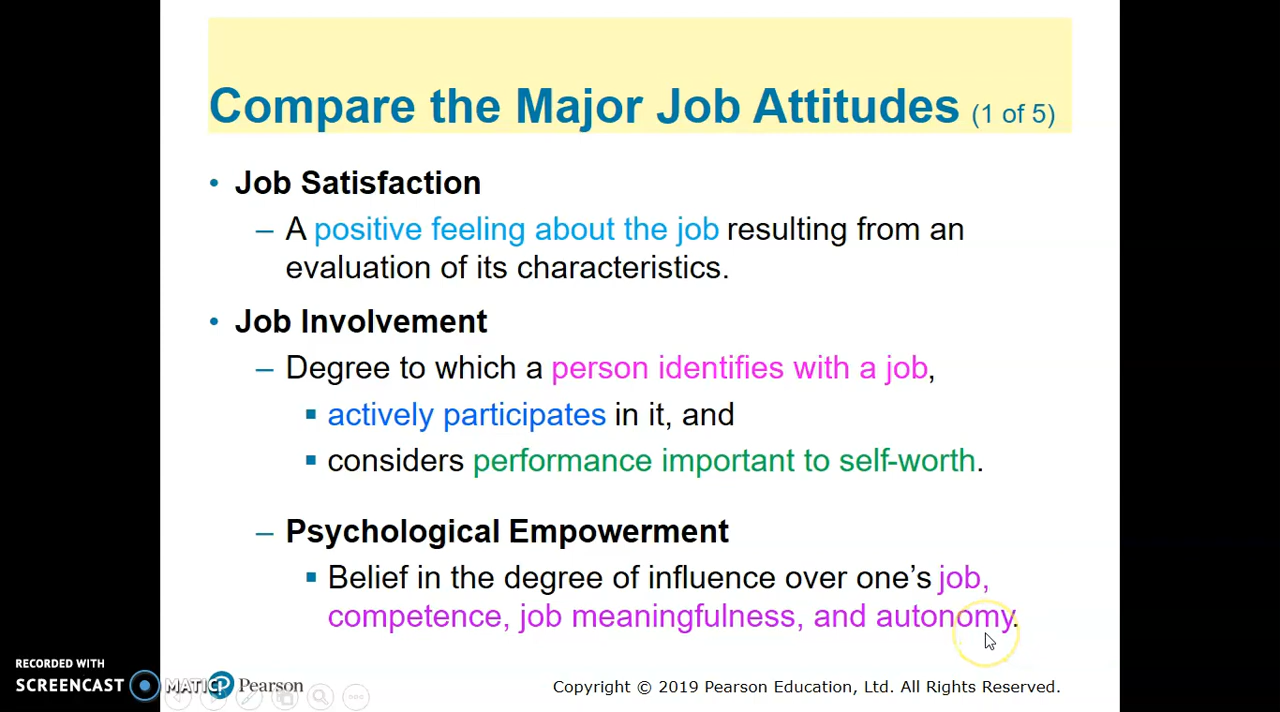 Compare the Major Job Attitudes (1 of 5)
• Job Satisfaction
– A positive feeling about the job resulting from an
evaluation of its characteristics.
• Job Involvement
– Degree to which a person identifies with a job,
▪ actively participates in it, and
▪ considers performance important to self-worth.
– Psychological Empowerment
▪ Belief in the degree of influence over one’s job,
competence, job meaningfulness, and autonomy.
RECORDED WITH
SCREENCAST MATIC
Pearson
Copyright © 2019 Pearson Education, Ltd. All Rights Reserved.